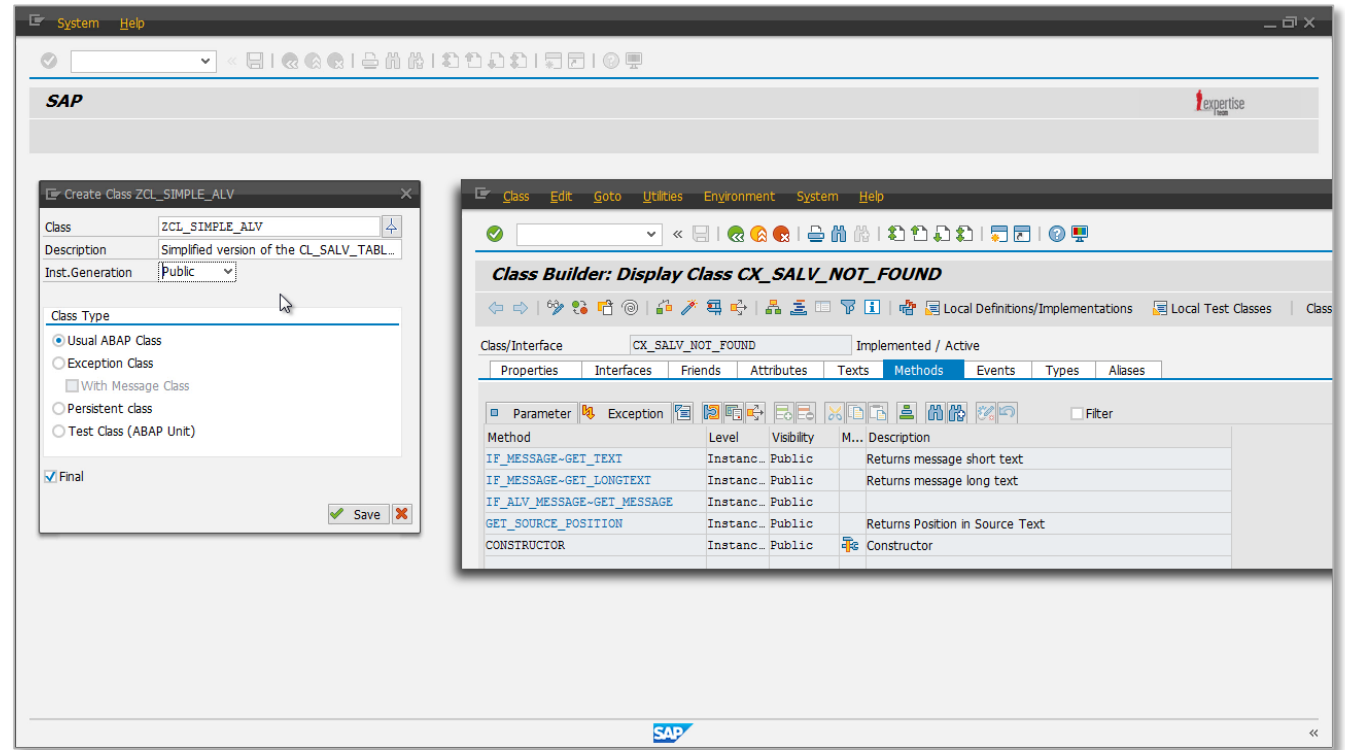 System Help
SAP
expertise
team
Create Class ZCL_SIMPLE_ALV
Class ZCL_SIMPLE_ALV
Description Simplified version of the CL_SALV_TABL...
Inst.Generation Public
Class Type
Usual ABAP Class
Exception Class
With Message Class
Persistent class
Test Class (ABAP Unit)
Final
Save
Class Edit Goto Utilities Environment System Help
Class Builder: Display Class CX_SALV_NOT_FOUND
Local Definitions/Implementations Local Test Classes Class
Class/Interface CX_SALV_NOT_FOUND Implemented / Active
Properties Interfaces Friends Attributes Texts Methods Events Types Aliases
Parameter Exception Filter
Method Level Visibility M... Description
IF_MESSAGE~GET_TEXT Instanc… Public Returns message short text
IF_MESSAGE~GET_LONGTEXT Instanc… Public Returns message long text
IF_ALV_MESSAGE~GET_MESSAGE Instanc… Public
GET_SOURCE_POSITION Instanc… Public Returns Position in Source Text
CONSTRUCTOR Instanc… Public Constructor
SAP